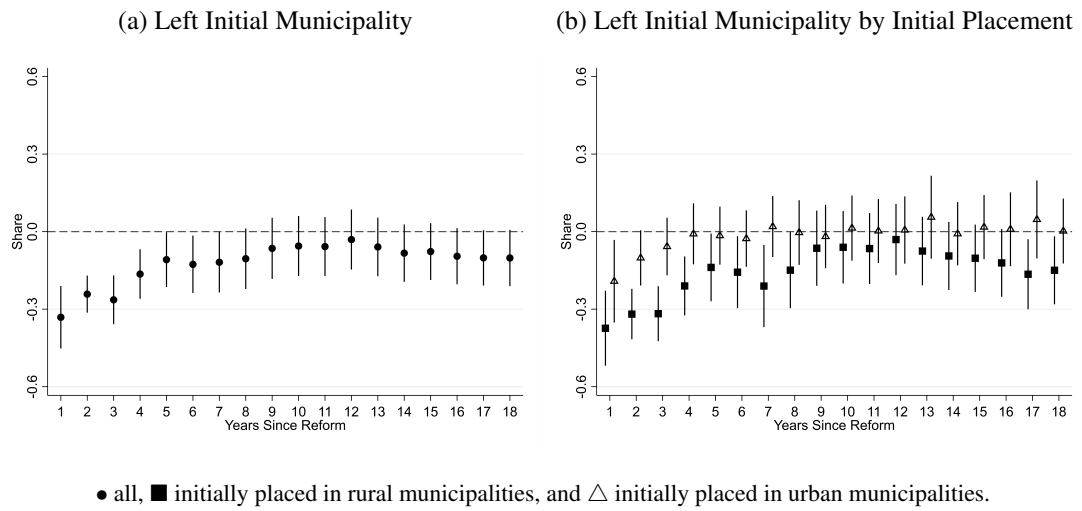 (a) Left Initial Municipality
(b) Left Initial Municipality by Initial Placement
0.6
0.3
0.0
-0.3
-0.6
Share
1 2 3 4 5 6 7 8 9 10 11 12 13 14 15 16 17 18
Years Since Reform
0.6
0.3
0.0
-0.3
-0.6
Share
1 2 3 4 5 6 7 8 9 10 11 12 13 14 15 16 17 18
Years Since Reform
● all, ■ initially placed in rural municipalities, and △ initially placed in urban municipalities.